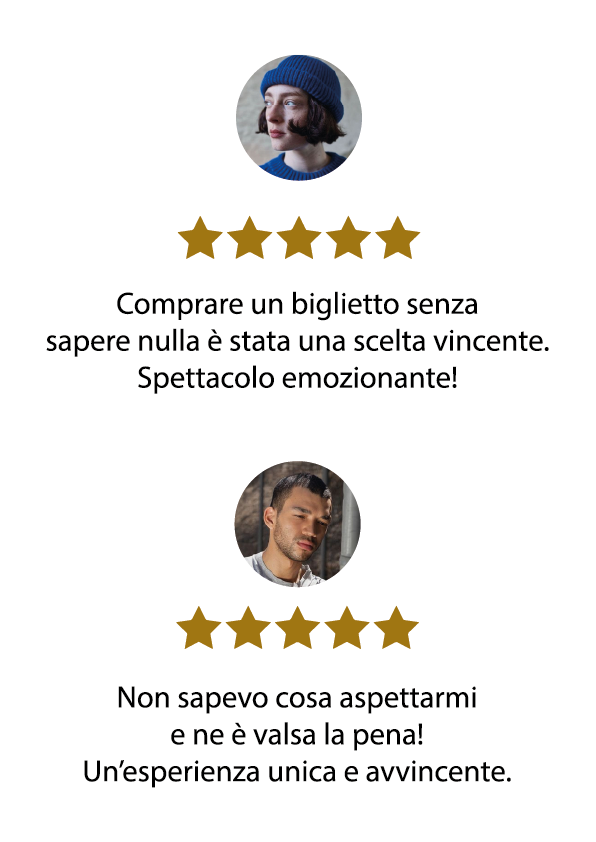 Comprare un biglietto senza
sapere nulla è stata una scelta vincente.
Spettacolo emozionante!
Non sapevo cosa aspettarmi
e ne è valsa la pena!
Un’esperienza unica e avvincente.